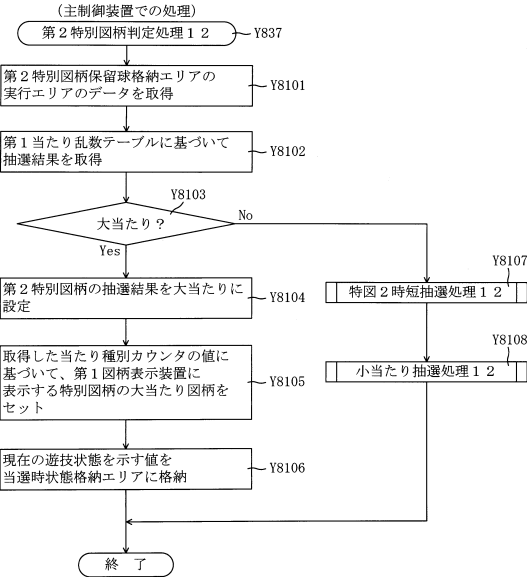 （主制御装置での処理）
第２特別図柄判定処理１２
Y837
第２特別図柄保留球格納エリアの
実行エリアのデータを取得
Y8101
第１当たり乱数テーブルに基づいて
抽選結果を取得
Y8102
Y8103
大当たり？
No
Yes
第２特別図柄の抽選結果を大当たりに
設定
Y8104
Y8107
特図２時短抽選処理１２
取得した当たり種別カウンタの値に
基づいて、第１図柄表示装置に
表示する特別図柄の大当たり図柄を
セット
Y8105
Y8108
小当たり抽選処理１２
現在の遊技状態を示す値を
当選時状態格納エリアに格納
Y8106
終　了